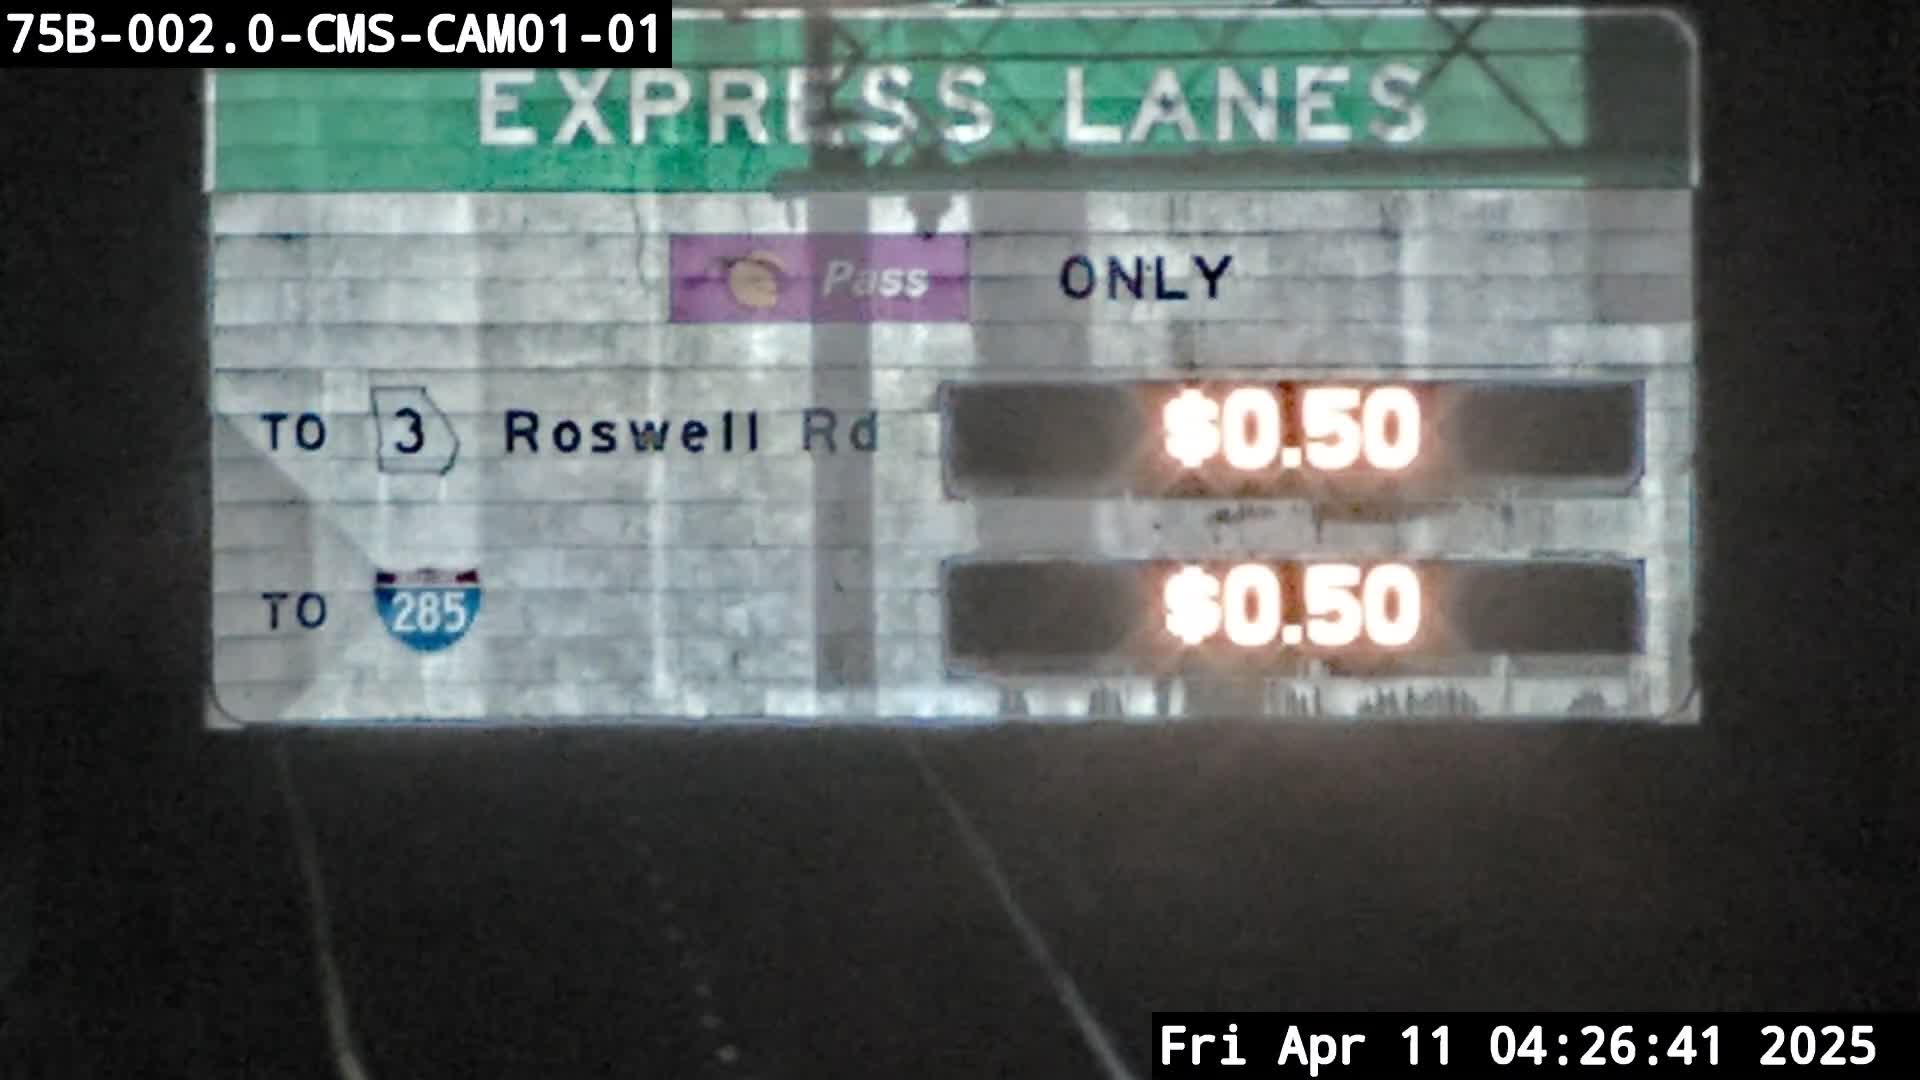 75B-002.0-CMS-CAM01-01
EXPRESS LANES
Pass ONLY
TO 3 Roswell Rd $0.50
TO 285 $0.50
Fri Apr 11 04:26:41 2025